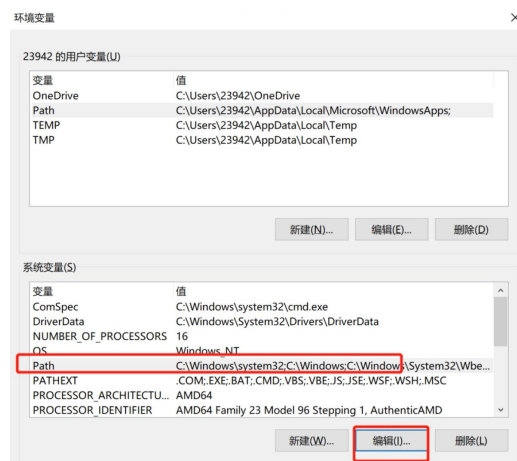 环境变量
23942 的用户变量(U)
变量 值
OneDrive C:\Users\23942\OneDrive
Path C:\Users\23942\AppData\Local\Microsoft\WindowsApps;
TEMP C:\Users\23942\AppData\Local\Temp
TMP C:\Users\23942\AppData\Local\Temp
新建(N)... 编辑(E)... 删除(D)
系统变量(S)
变量 值
ComSpec C:\Windows\system32\cmd.exe
DriverData C:\Windows\System32\Drivers\DriverData
NUMBER_OF_PROCESSORS 16
OS Windows_NT
Path C:\Windows\system32;C:\Windows;C:\Windows\System32\Wbe...
PATHEXT .COM;.EXE;.BAT;.CMD;.VBS;.VBE;.JS;.JSE;.WSF;.WSH;.MSC
PROCESSOR_ARCHITECTU... AMD64
PROCESSOR_IDENTIFIER AMD64 Family 23 Model 96 Stepping 1, AuthenticAMD
新建(W)... 编辑(I)... 删除(L)